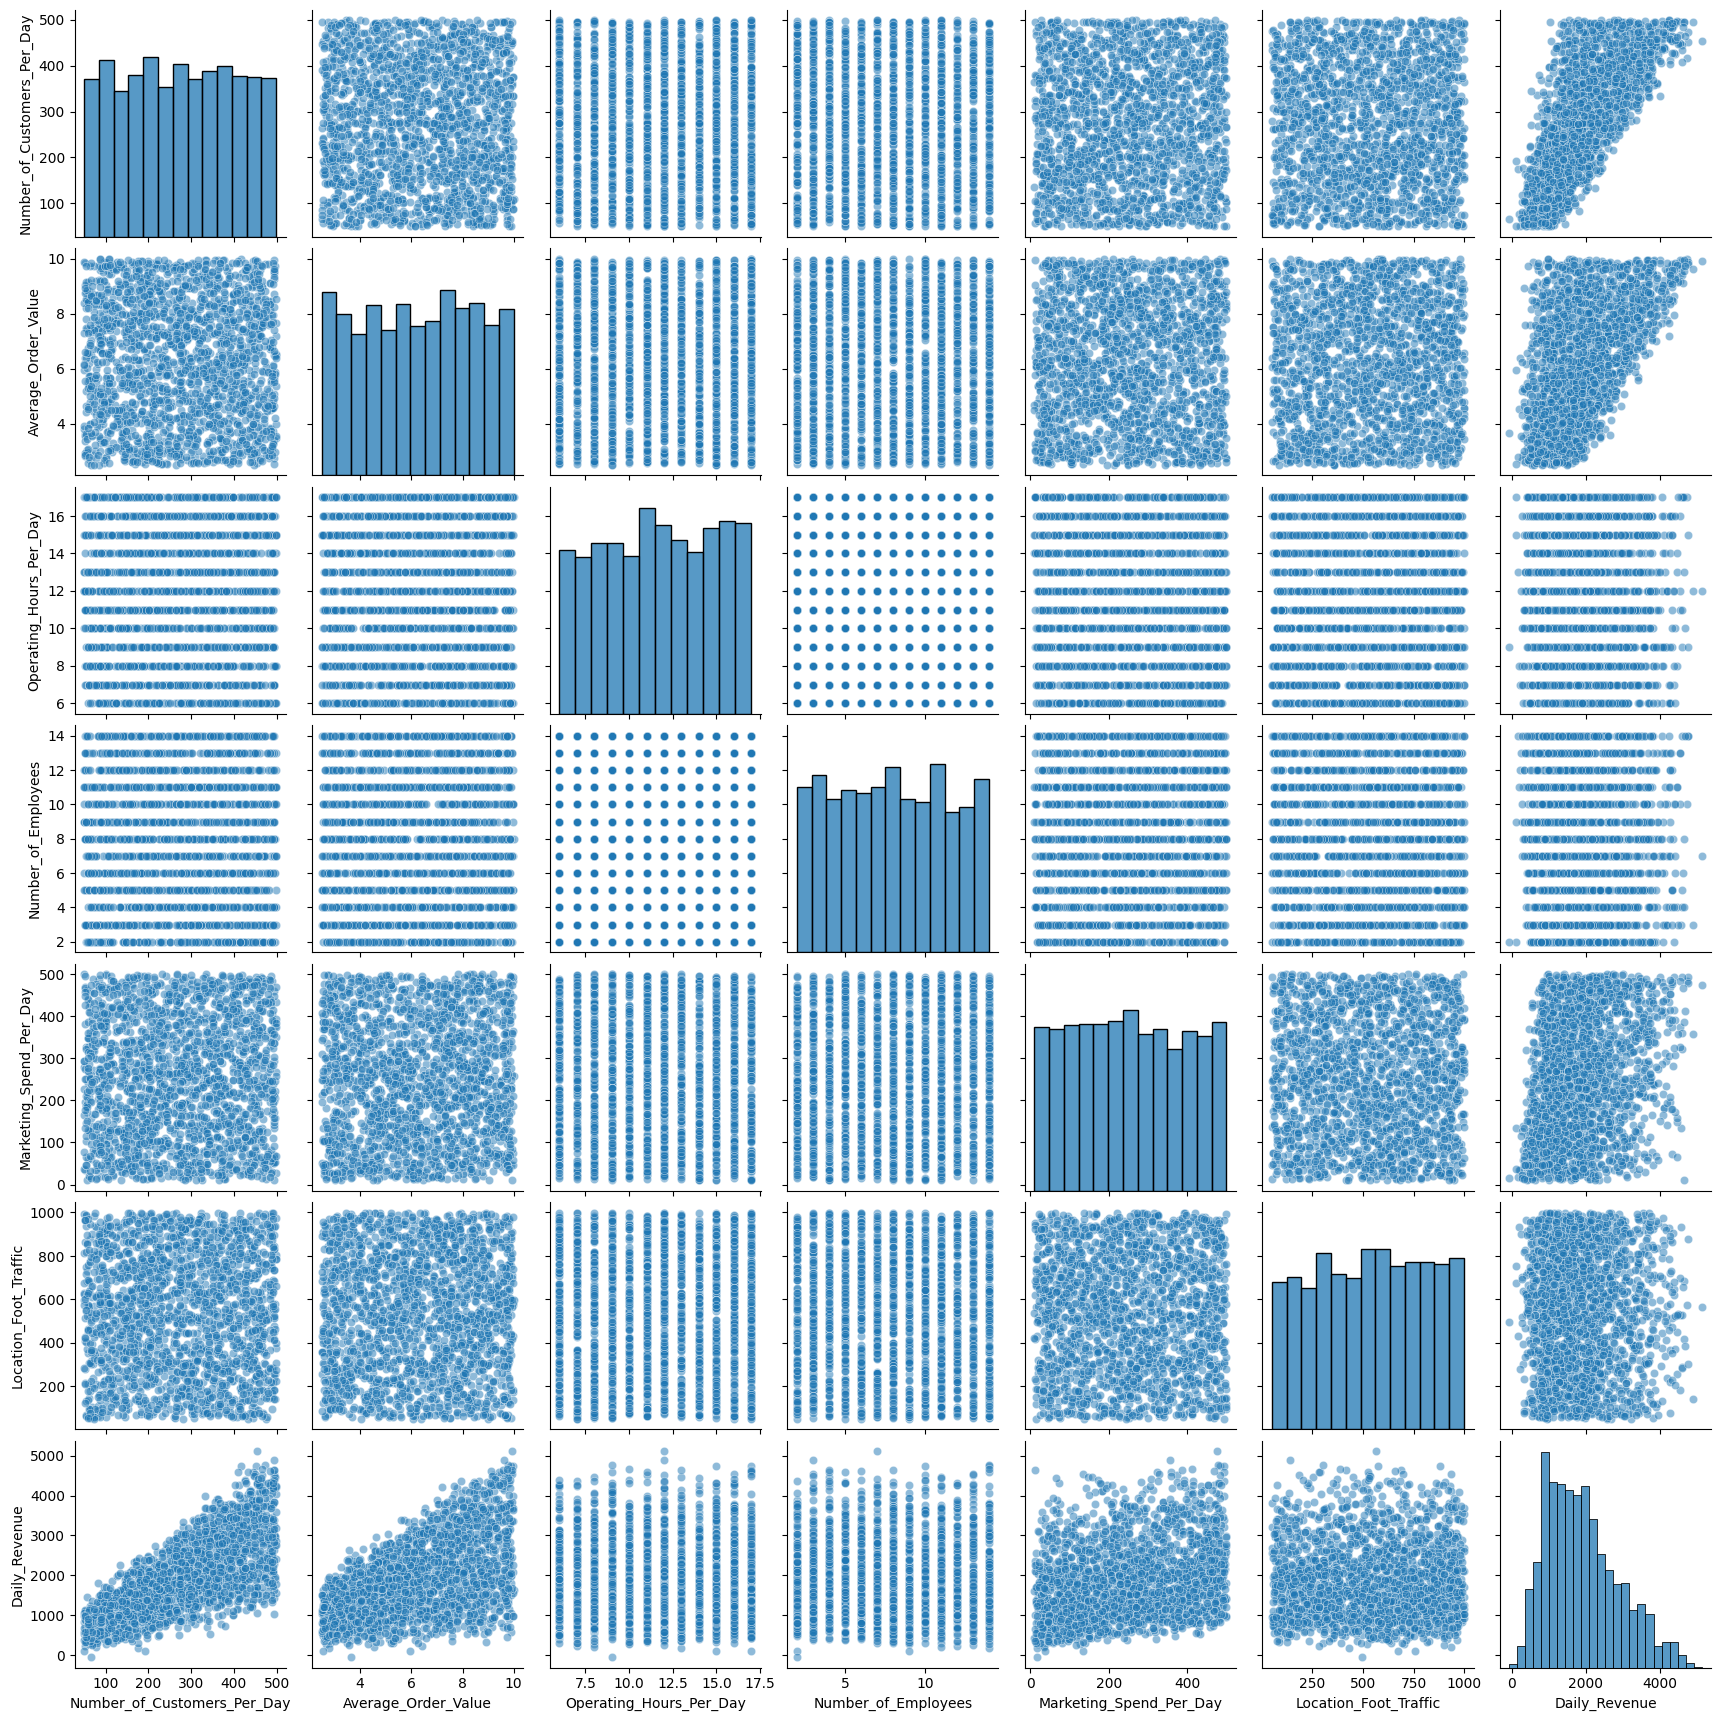 Number_of_Customers_Per_Day
500
400
300
200
100
Average_Order_Value
10
8
6
4
Operating_Hours_Per_Day
16
14
12
10
8
6
Number_of_Employees
14
12
10
8
6
4
2
Marketing_Spend_Per_Day
500
400
300
200
100
0
Location_Foot_Traffic
1000
800
600
400
200
Daily_Revenue
5000
4000
3000
2000
1000
0
100 200 300 400 500
4 6 8 10
7.5 10.0 12.5 15.0 17.5
5 10
0 200 400
250 500 750 1000
0 2000 4000
Number_of_Customers_Per_Day
Average_Order_Value
Operating_Hours_Per_Day
Number_of_Employees
Marketing_Spend_Per_Day
Location_Foot_Traffic
Daily_Revenue